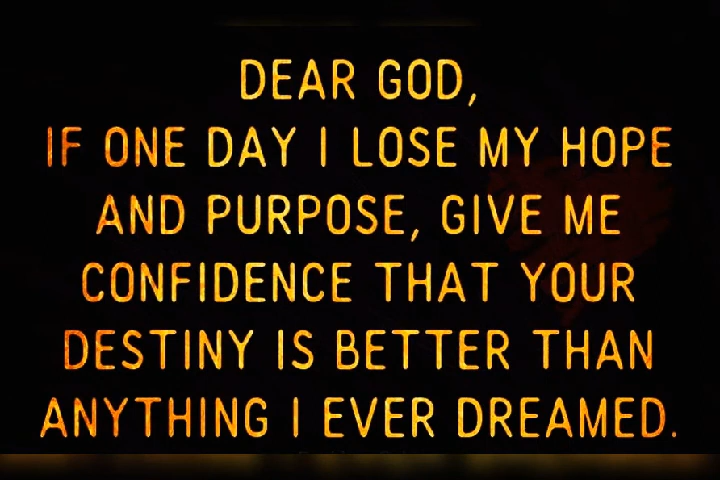 DEAR GOD,
IF ONE DAY I LOSE MY HOPE
AND PURPOSE, GIVE ME
CONFIDENCE THAT YOUR
DESTINY IS BETTER THAN
ANYTHING I EVER DREAMED.